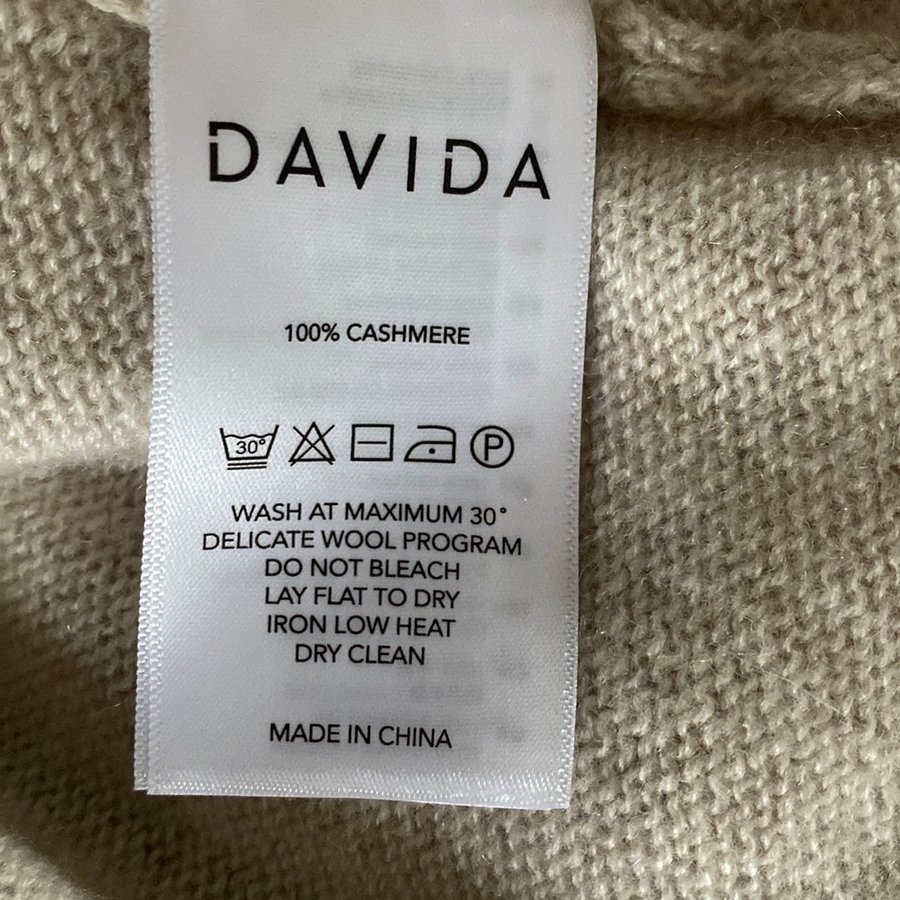 DAVIDA
100% CASHMERE
30° P
WASH AT MAXIMUM 30°
DELICATE WOOL PROGRAM
DO NOT BLEACH
LAY FLAT TO DRY
IRON LOW HEAT
DRY CLEAN
MADE IN CHINA